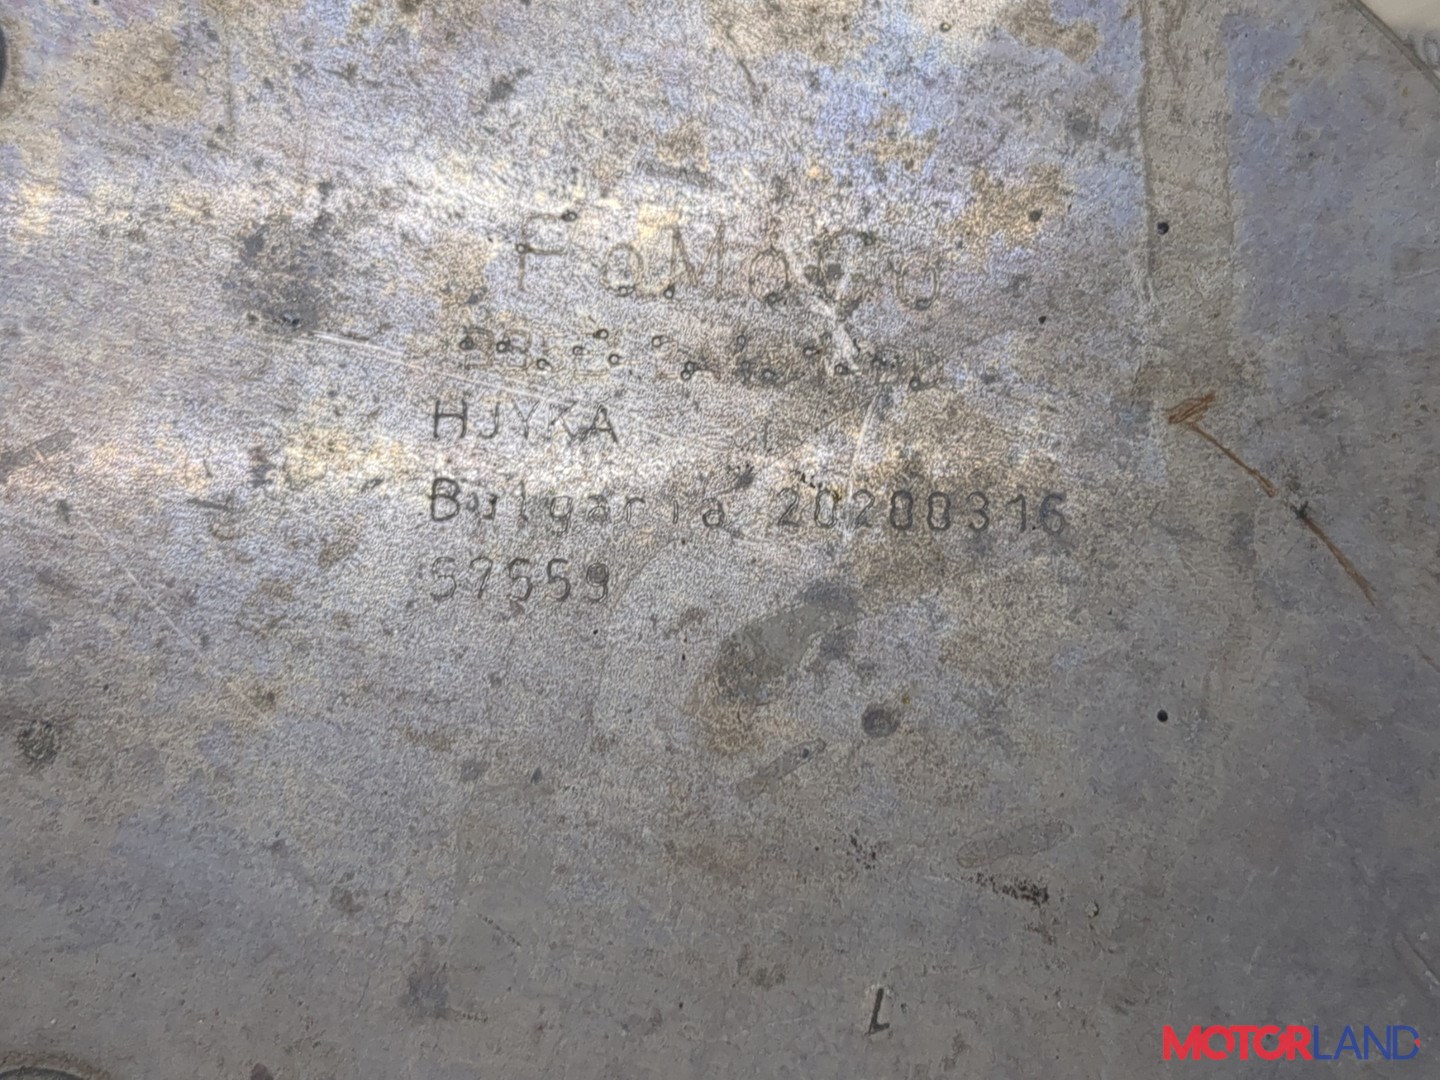 FoMoCo
HJYKA
Bulgaria 20200316
57559
L
MOTORLAND